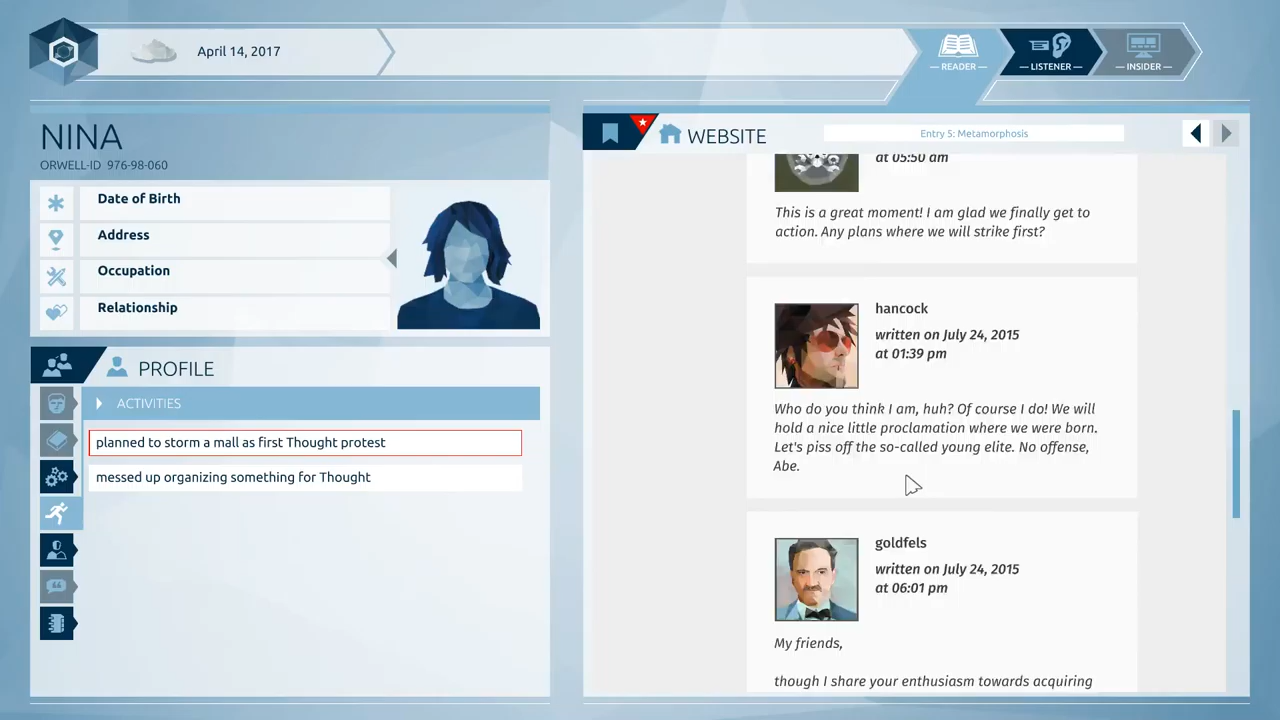 April 14, 2017
— READER —
— LISTENER —
— INSIDER —
NINA
ORWELL-ID 976-98-060
Date of Birth
Address
Occupation
Relationship
PROFILE
ACTIVITIES
planned to storm a mall as first Thought protest
messed up organizing something for Thought
WEBSITE
Entry 5: Metamorphosis
at 05:50 am
This is a great moment! I am glad we finally get to
action. Any plans where we will strike first?
hancock
written on July 24, 2015
at 01:39 pm
Who do you think I am, huh? Of course I do! We will
hold a nice little proclamation where we were born.
Let's piss off the so-called young elite. No offense,
Abe.
goldfels
written on July 24, 2015
at 06:01 pm
My friends,
though I share your enthusiasm towards acquiring